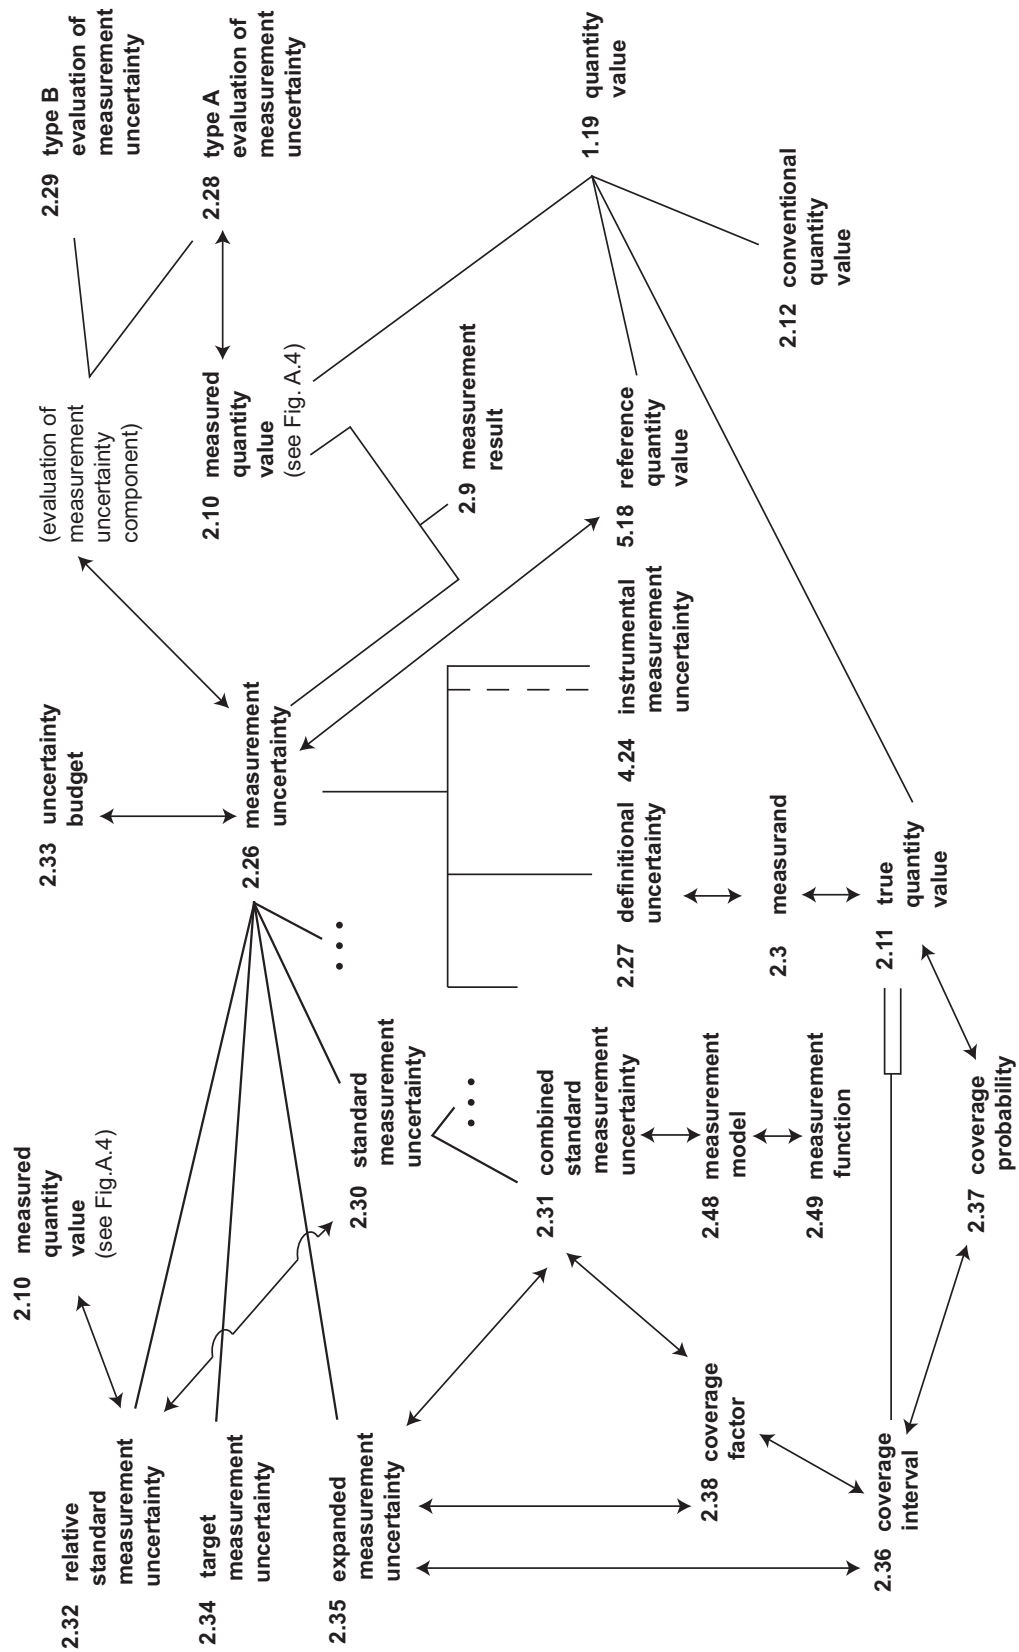 2.10 measured
quantity
value
(see Fig.A.4)
2.33 uncertainty
budget
(evaluation of
measurement
uncertainty
component)
2.29 type B
evaluation of
measurement
uncertainty
2.32 relative
standard
measurement
uncertainty
2.26 measurement
uncertainty
2.10 measured
quantity
value
(see Fig. A.4)
2.28 type A
evaluation of
measurement
uncertainty
2.34 target
measurement
uncertainty
2.35 expanded
measurement
uncertainty
2.30 standard
measurement
uncertainty
...
2.9 measurement
result
...
2.31 combined
standard
measurement
uncertainty
2.27 definitional
uncertainty
4.24 instrumental
measurement
uncertainty
5.18 reference
quantity
value
1.19 quantity
value
2.38 coverage
factor
2.48 measurement
model
2.3 measurand
2.12 conventional
quantity
value
2.49 measurement
function
2.36 coverage
interval
2.11 true
quantity
value
2.37 coverage
probability